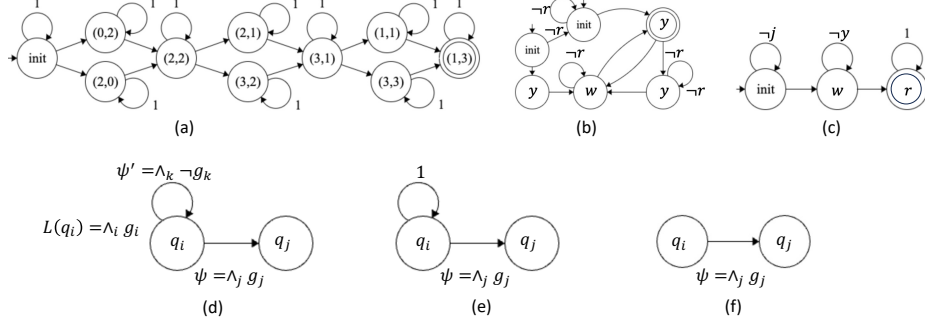 1 1 1 1
(0,2) (2,1) (1,1)
init (2,2) (3,1) (1,3)
(2,0) (3,2) (3,3)
1 1 1
1 1 1
(a)
¬r
init y
¬r
init
¬r ¬r
y w y ¬r
(b)
¬j ¬y 1
init w r
(c)
ψ′ =∧ₖ ¬gₖ
L(qᵢ) =∧ᵢ gᵢ
qᵢ qⱼ
ψ =∧ⱼ gⱼ
(d)
1
qᵢ qⱼ
ψ =∧ⱼ gⱼ
(e)
qᵢ qⱼ
ψ =∧ⱼ gⱼ
(f)